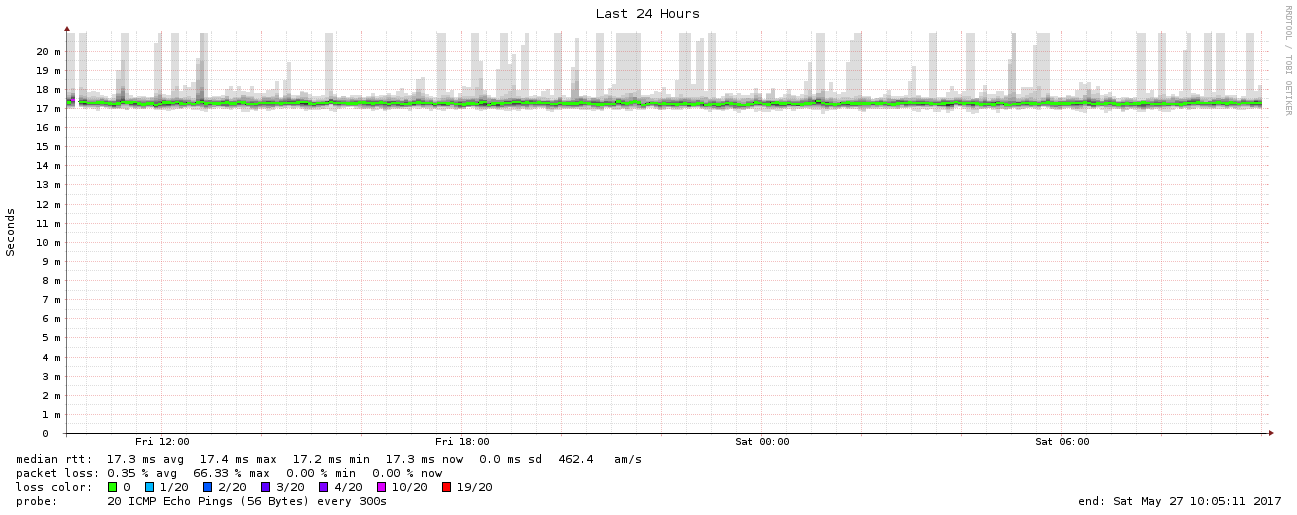 Last 24 Hours
RRDTOOL / TOBI OETIKER
Seconds
20 m
19 m
18 m
17 m
16 m
15 m
14 m
13 m
12 m
11 m
10 m
9 m
8 m
7 m
6 m
5 m
4 m
3 m
2 m
1 m
0
Fri 12:00 Fri 18:00 Sat 00:00 Sat 06:00
median rtt: 17.3 ms avg 17.4 ms max 17.2 ms min 17.3 ms now 0.0 ms sd 462.4 am/s
packet loss: 0.35 % avg 66.33 % max 0.00 % min 0.00 % now
loss color: 0 1/20 2/20 3/20 4/20 10/20 19/20
probe: 20 ICMP Echo Pings (56 Bytes) every 300s end: Sat May 27 10:05:11 2017